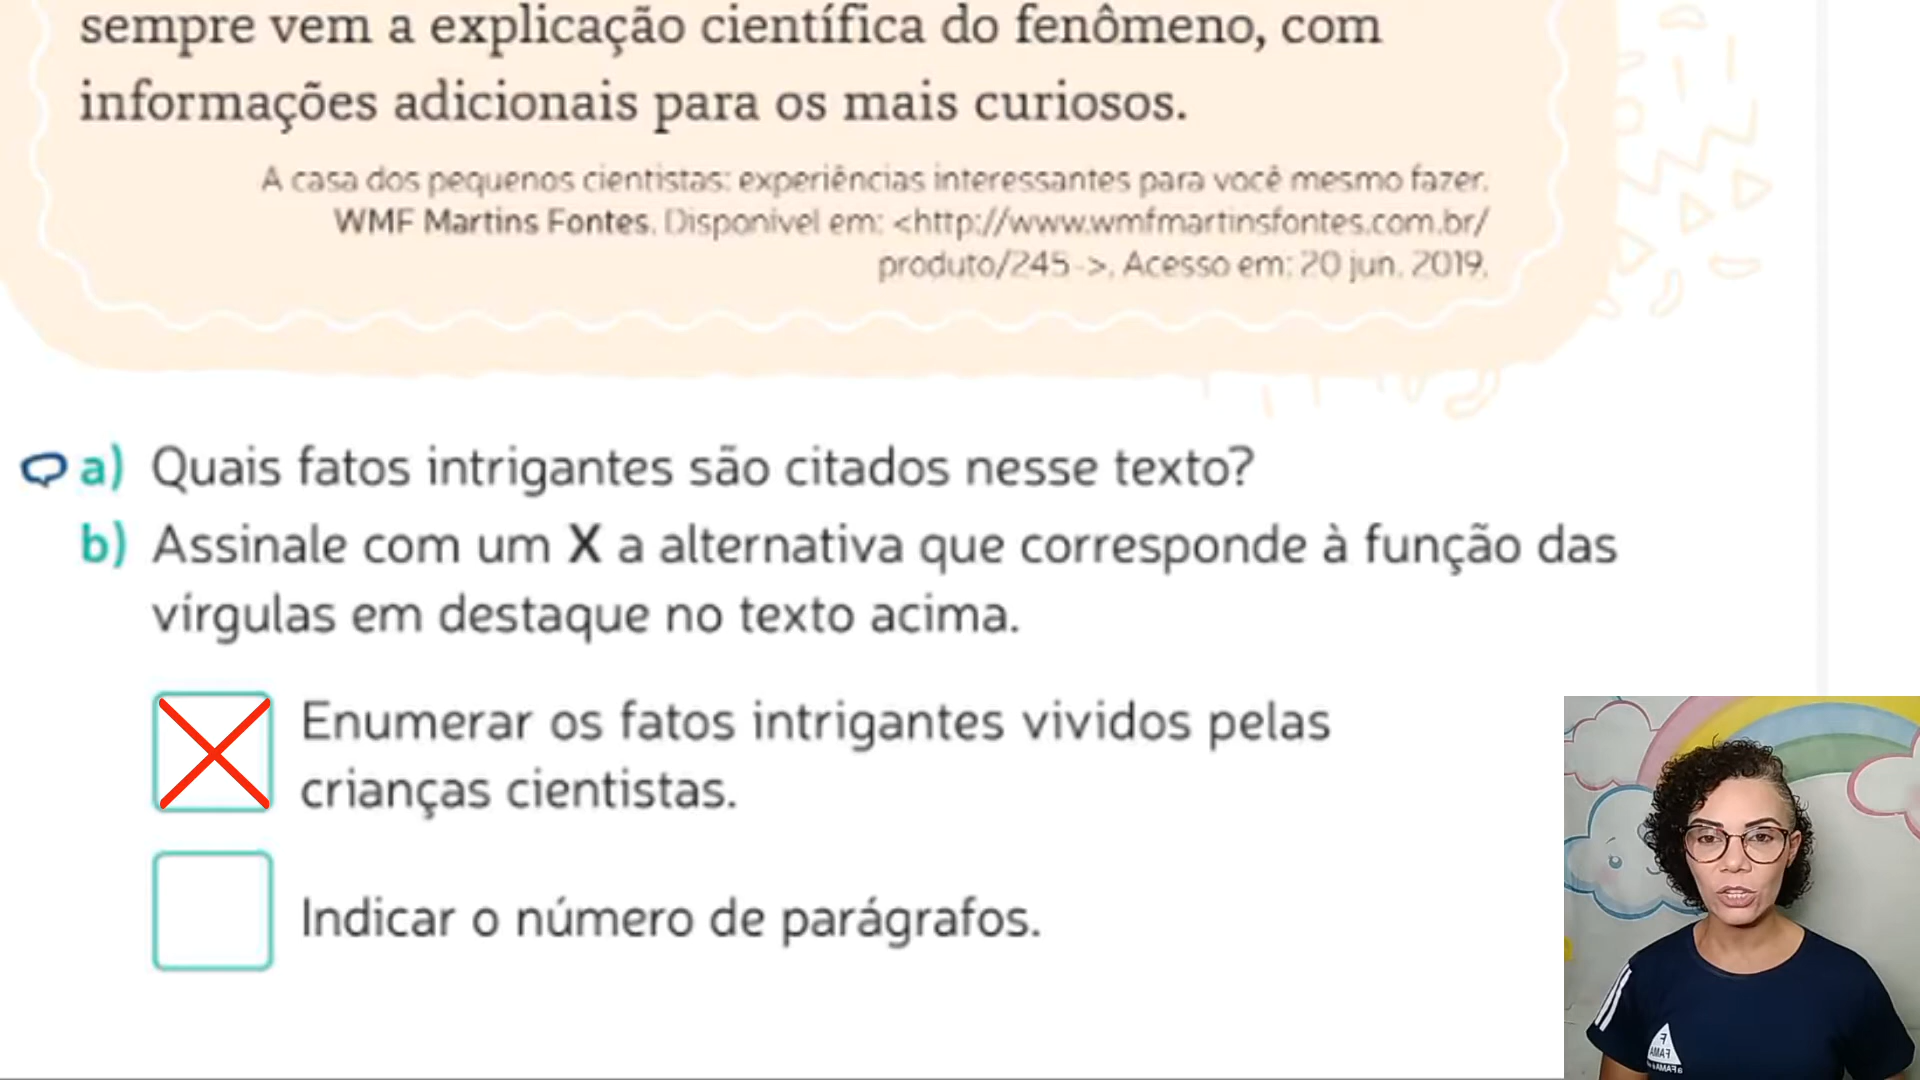 sempre vem a explicação científica do fenômeno, com
informações adicionais para os mais curiosos.
A casa dos pequenos cientistas: experiências interessantes para você mesmo fazer.
WMF Martins Fontes. Disponível em: <http://www.wmfmartinsfontes.com.br/
produto/245->. Acesso em: 20 jun. 2019.
a) Quais fatos intrigantes são citados nesse texto?
b) Assinale com um X a alternativa que corresponde à função das
vírgulas em destaque no texto acima.
Enumerar os fatos intrigantes vividos pelas
crianças cientistas.
Indicar o número de parágrafos.